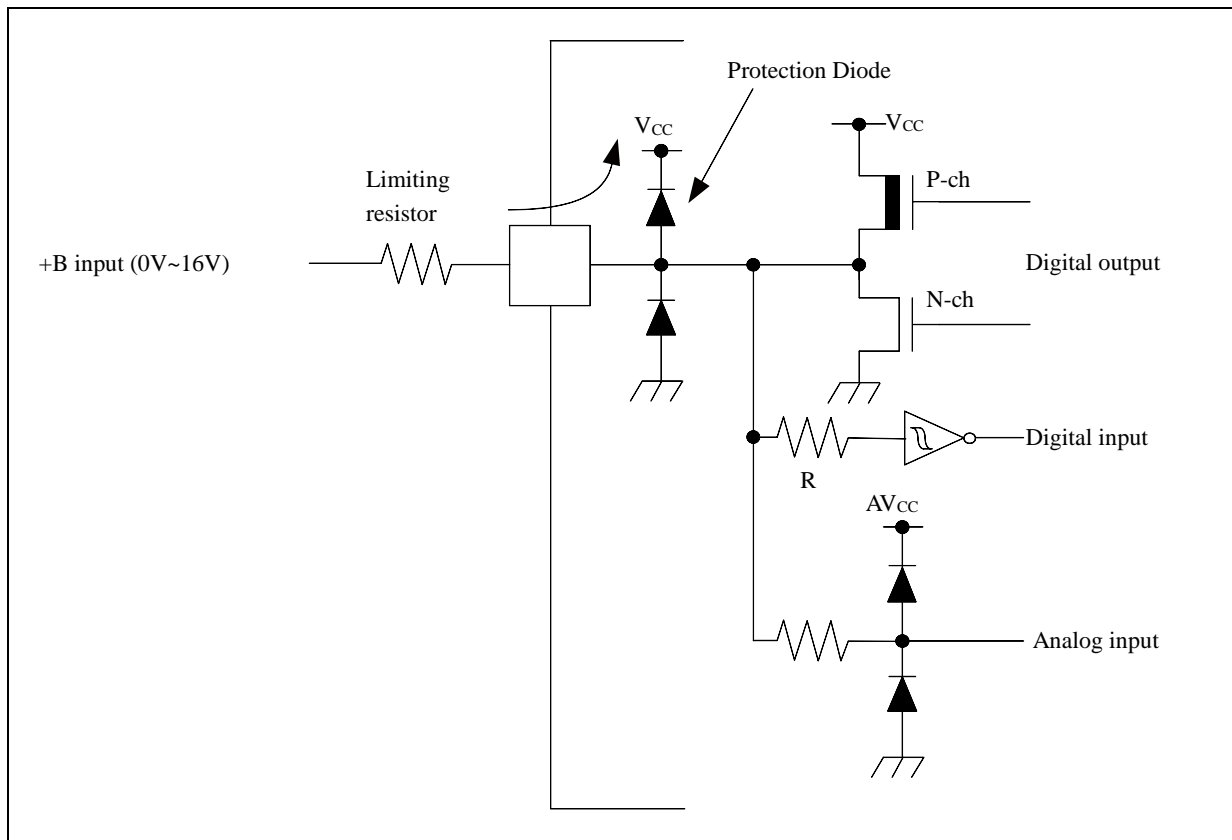 Protection Diode
VCC
VCC
Limiting
resistor
P-ch
+B input (0V~16V)
Digital output
N-ch
Digital input
R
AVCC
Analog input